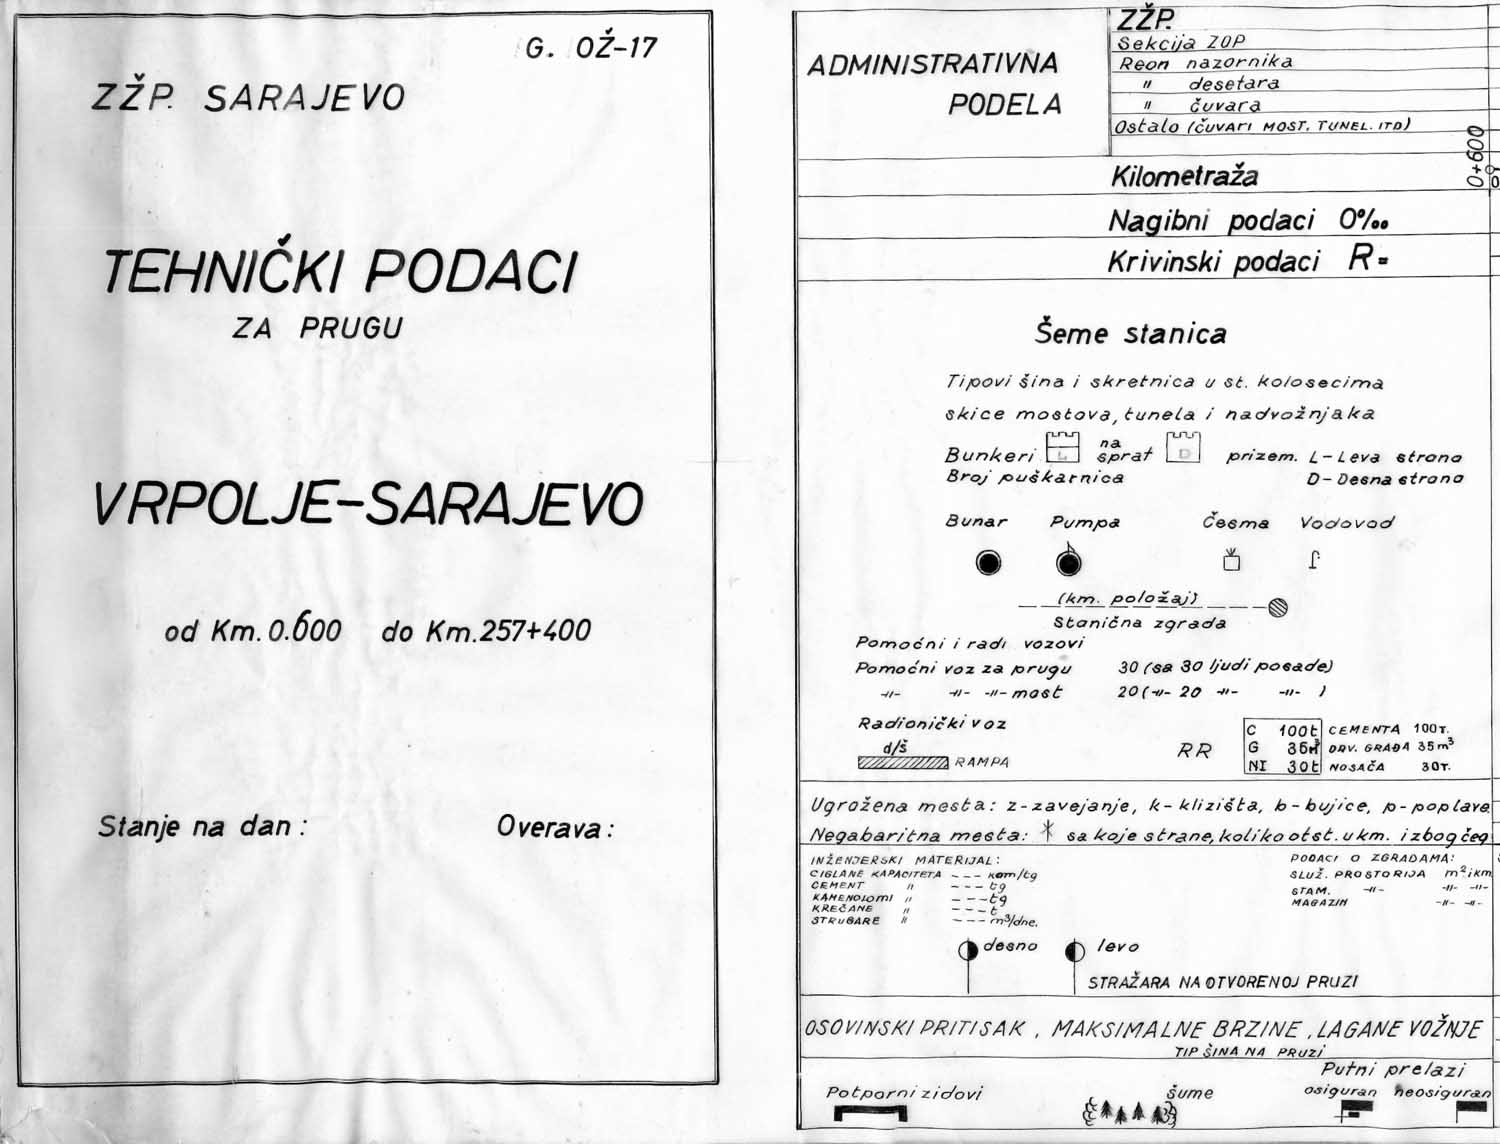 G. OŽ-17
ZŽP. SARAJEVO
TEHNIČKI PODACI
ZA PRUGU
VRPOLJE-SARAJEVO
od Km. 0.600 do Km. 257+400
Stanje na dan: Overava:
ADMINISTRATIVNA
PODELA
ZŽP.
Sekcija ZOP
Reon nazornika
" desetara
" čuvara
Ostalo (ČUVARI MOST. TUNEL. ITD)
0+600
Kilometraža
Nagibni podaci 0‰
Krivinski podaci R=
Šeme stanica
Tipovi šina i skretnica u st. kolosecima
skice mostova, tunela i nadvožnjaka
Bunkeri L na sprat D prizem. L-Leva strana
Broj puškarnica D-Desna strana
Bunar Pumpa Česma Vodovod
(km. položaj)
Stanična zgrada
Pomoćni i radi vozovi
Pomoćni voz za prugu 30 (sa 30 ljudi posade)
-"- -"- -"- most 20 (-"- 20 -"- -"- )
Radionički voz
d/š
RAMPA
RR
C 100t CEMENTA 100T.
G 35m³ DRV. GRAĐA 35m³
NI 30t NOSAČA 30T.
Ugrožena mesta: z-zavejanje, k-klizišta, b-bujice, p-poplave
Negabaritna mesta: sa koje strane, koliko otst. u km. i zbog čeg
INŽENJERSKI MATERIJAL:
CIGLANE KAPACITETA --- kom/tg
CEMENT " --- tg
KAMENOLOMI " --- tg
KREČANE " --- t
STRUGARE " --- m³/dne.
PODACI O ZGRADAMA:
SLUŽ. PROSTORIJA m² i km
STAM. -"- -"- -"-
MAGAZIN -"- -"-
desno levo
STRAŽARA NA OTVORENOJ PRUZI
OSOVINSKI PRITISAK, MAKSIMALNE BRZINE, LAGANE VOŽNJE
TIP ŠINA NA PRUZI
Putni prelazi
Potporni zidovi šume osiguran neosiguran